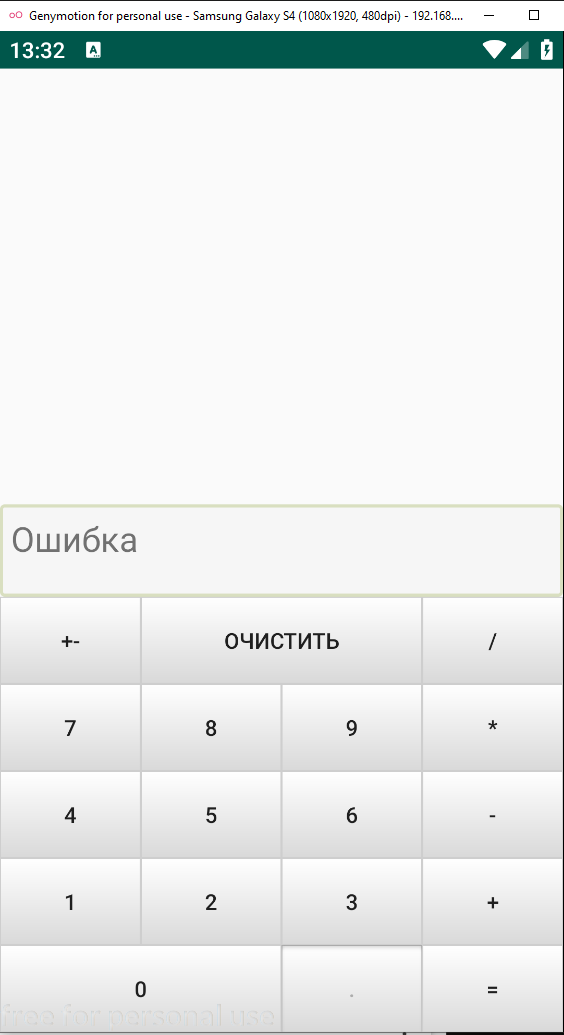 Genymotion for personal use - Samsung Galaxy S4 (1080x1920, 480dpi) - 192.168....
13:32 A
Ошибка
+- ОЧИСТИТЬ /
7 8 9 *
4 5 6 -
1 2 3 +
0 . =
free for personal use